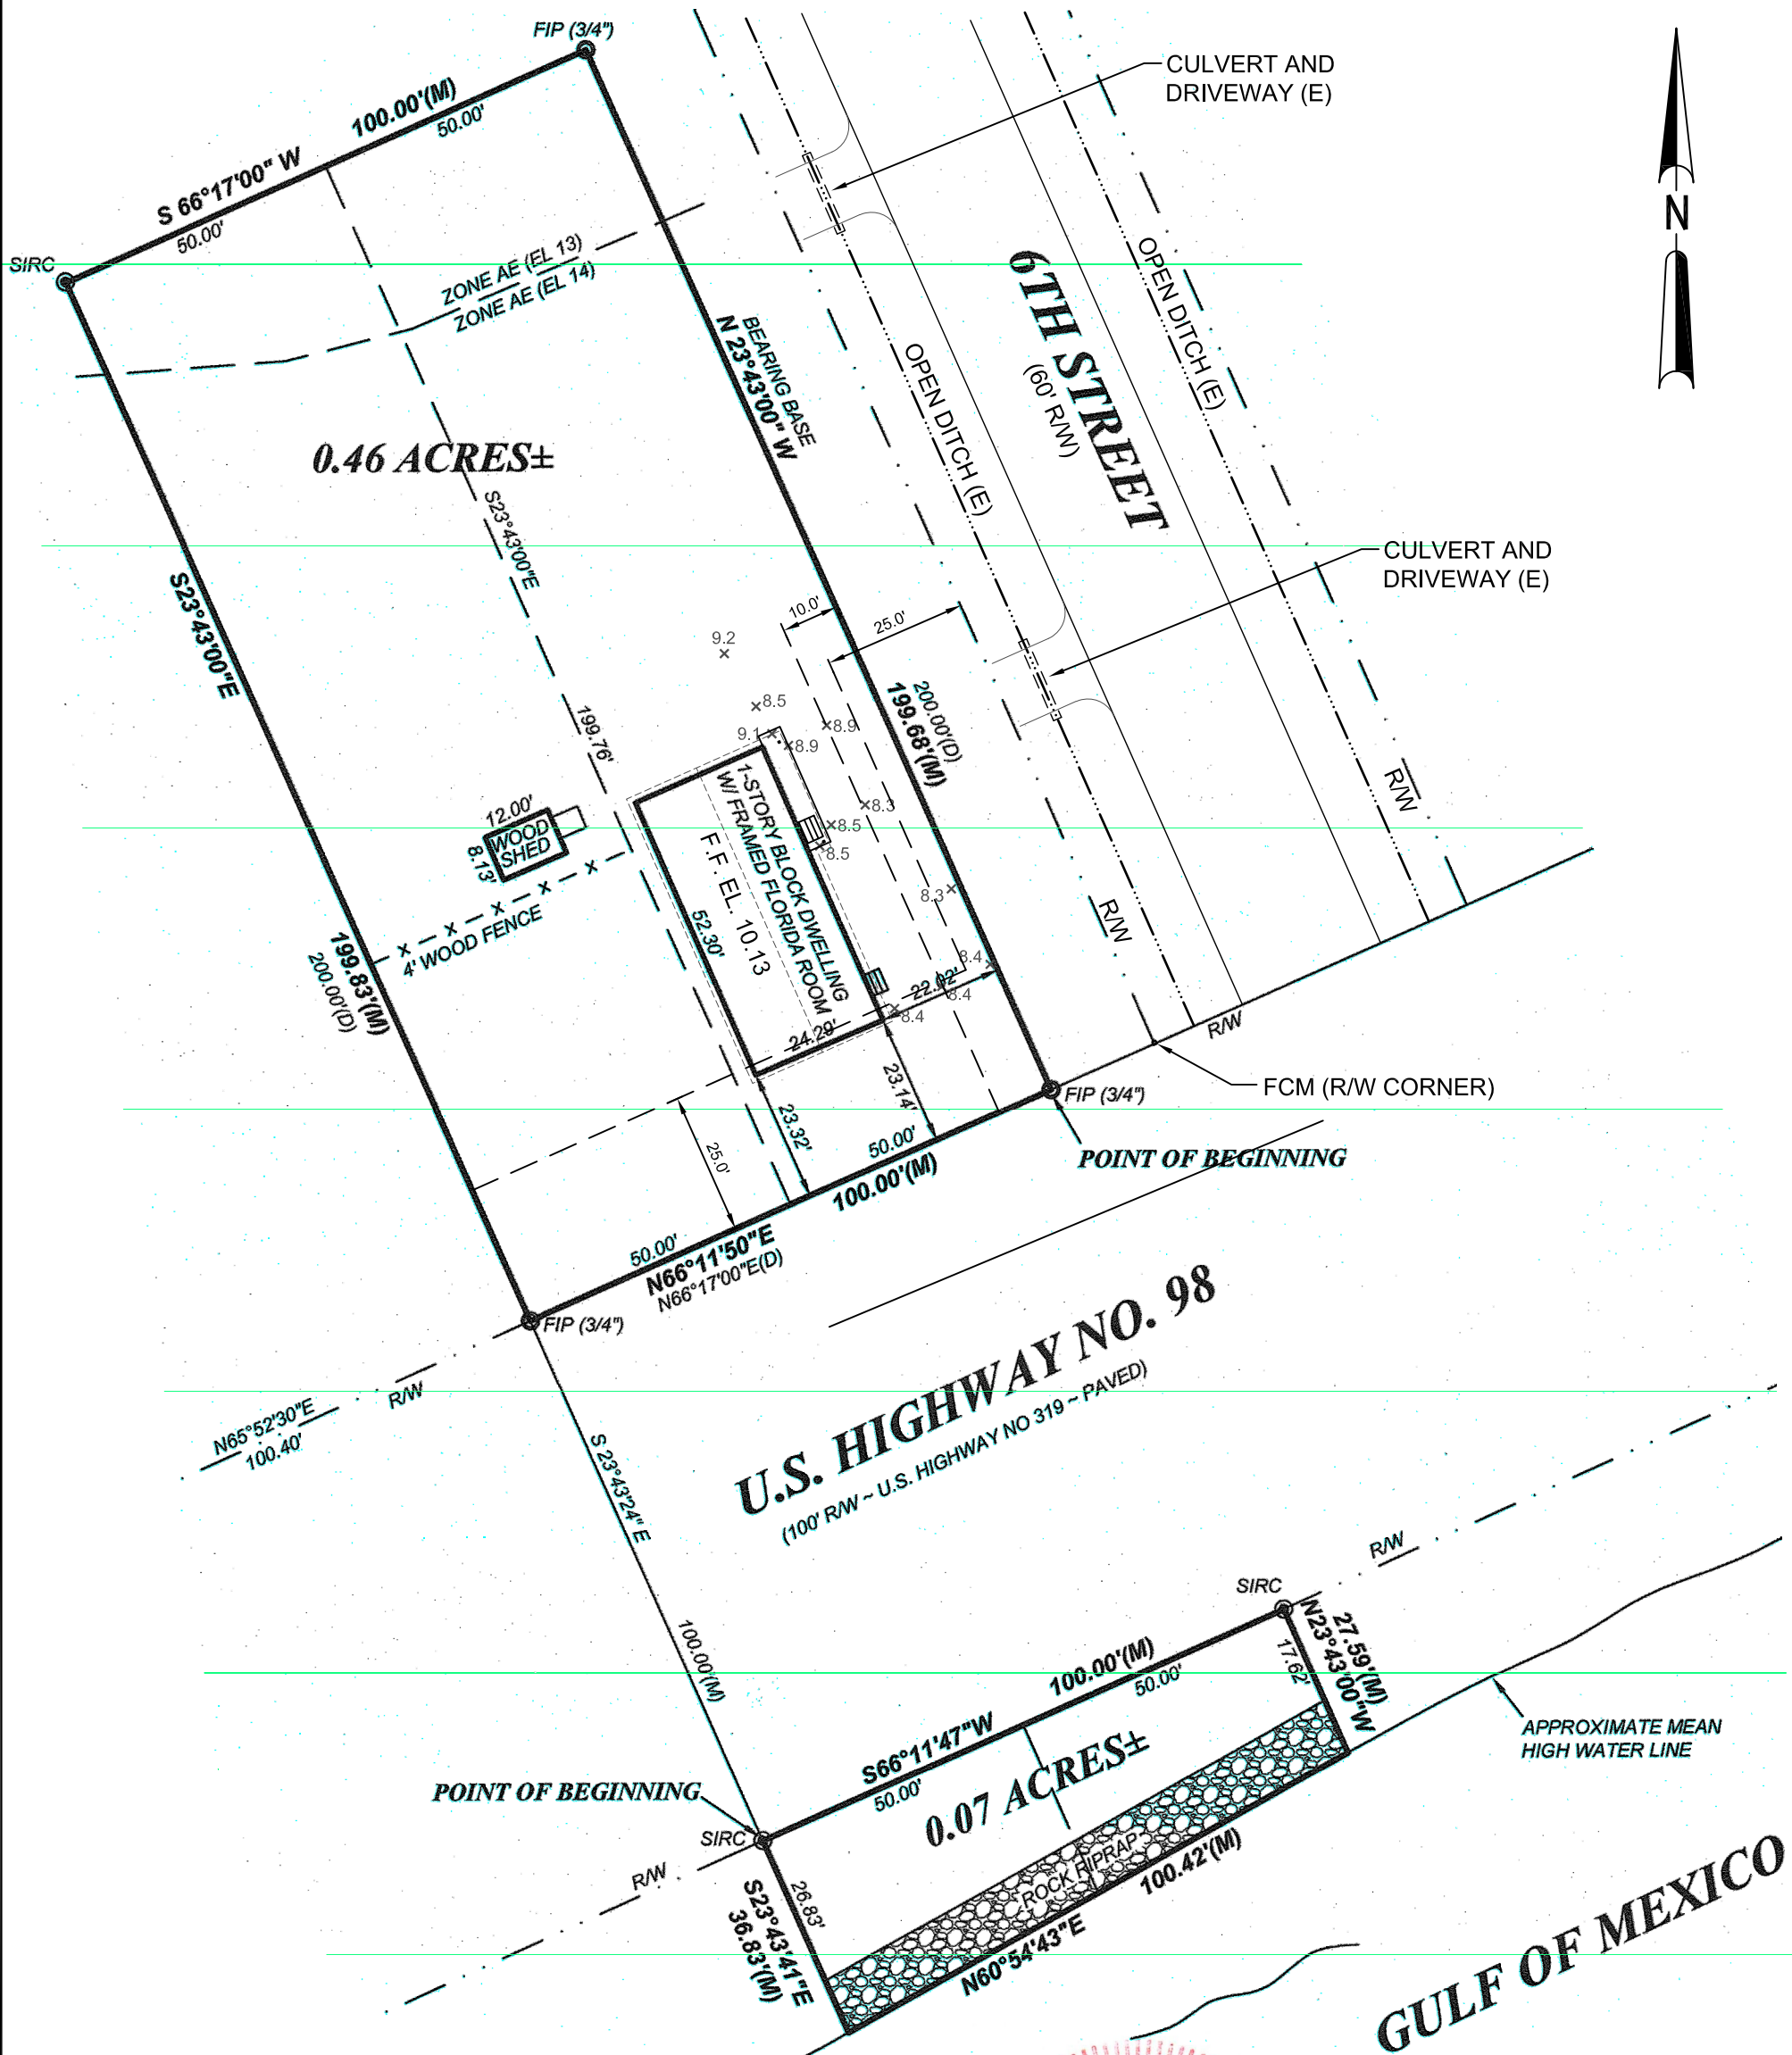 FIP (3/4")
CULVERT AND
DRIVEWAY (E)
100.00'(M)
50.00'
S 66°17'00" W
50.00'
SIRC
N
ZONE AE (EL 13)
ZONE AE (EL 14)
BEARING BASE
N 23°43'00" W
OPEN DITCH (E)
6TH STREET
(60' R/W)
OPEN DITCH (E)
0.46 ACRES±
S23°43'00"E
CULVERT AND
DRIVEWAY (E)
S23°43'00"E
10.0'
25.0'
9.2
8.5
9.1
8.9
8.9
200.00'(D)
199.68'(M)
199.76'
R/W
12.00'
WOOD
SHED
8.13'
1-STORY BLOCK DWELLING
W/ FRAMED FLORIDA ROOM
F.F. EL. 10.13
8.3
8.5
8.5
8.3
52.30'
4' WOOD FENCE
199.83'(M)
200.00'(D)
R/W
8.4
22.02'
8.4
8.4
24.29'
R/W
23.14'
23.32'
25.0'
FCM (R/W CORNER)
FIP (3/4")
POINT OF BEGINNING
50.00'
100.00'(M)
50.00'
N66°11'50"E
N66°17'00"E(D)
FIP (3/4")
R/W
N65°52'30"E
100.40'
U.S. HIGHWAY NO. 98
(100' R/W ~ U.S. HIGHWAY NO 319 ~ PAVED)
S 23°43'24" E
100.00'(M)
R/W
SIRC
27.59'(M)
N23°43'00"W
17.62'
100.00'(M)
50.00'
S66°11'47"W
50.00'
0.07 ACRES±
APPROXIMATE MEAN
HIGH WATER LINE
POINT OF BEGINNING
SIRC
R/W
26.83'
S23°43'41"E
36.83'(M)
ROCK RIPRAP
100.42'(M)
N60°54'43"E
GULF OF MEXICO